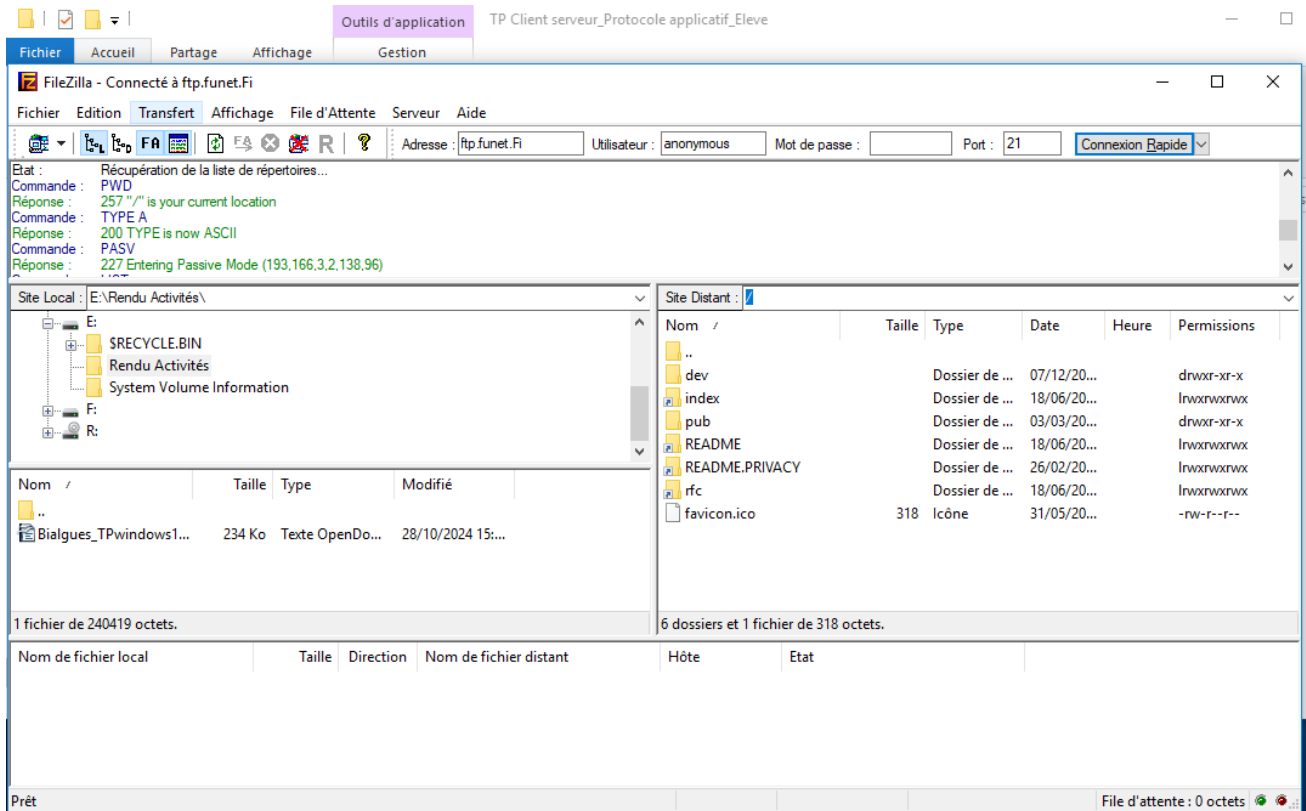 Outils d'application TP Client serveur_Protocole applicatif_Eleve
Fichier Accueil Partage Affichage Gestion
FileZilla - Connecté à ftp.funet.Fi
Fichier Edition Transfert Affichage File d'Attente Serveur Aide
Adresse : ftp.funet.Fi Utilisateur : anonymous Mot de passe : Port : 21 Connexion Rapide
Etat : Récupération de la liste de répertoires...
Commande : PWD
Réponse : 257 "/" is your current location
Commande : TYPE A
Réponse : 200 TYPE is now ASCII
Commande : PASV
Réponse : 227 Entering Passive Mode (193,166,3,2,138,96)
Site Local : E:\Rendu Activités\
E:
$RECYCLE.BIN
Rendu Activités
System Volume Information
F:
R:
Nom Taille Type Modifié
..
Bialgues_TPwindows1... 234 Ko Texte OpenDo... 28/10/2024 15:...
1 fichier de 240419 octets.
Site Distant : /
Nom Taille Type Date Heure Permissions
..
dev Dossier de ... 07/12/20... drwxr-xr-x
index Dossier de ... 18/06/20... lrwxrwxrwx
pub Dossier de ... 03/03/20... drwxr-xr-x
README Dossier de ... 18/06/20... lrwxrwxrwx
README.PRIVACY Dossier de ... 26/02/20... lrwxrwxrwx
rfc Dossier de ... 18/06/20... lrwxrwxrwx
favicon.ico 318 Icône 31/05/20... -rw-r--r--
6 dossiers et 1 fichier de 318 octets.
Nom de fichier local Taille Direction Nom de fichier distant Hôte Etat
Prêt File d'attente : 0 octets